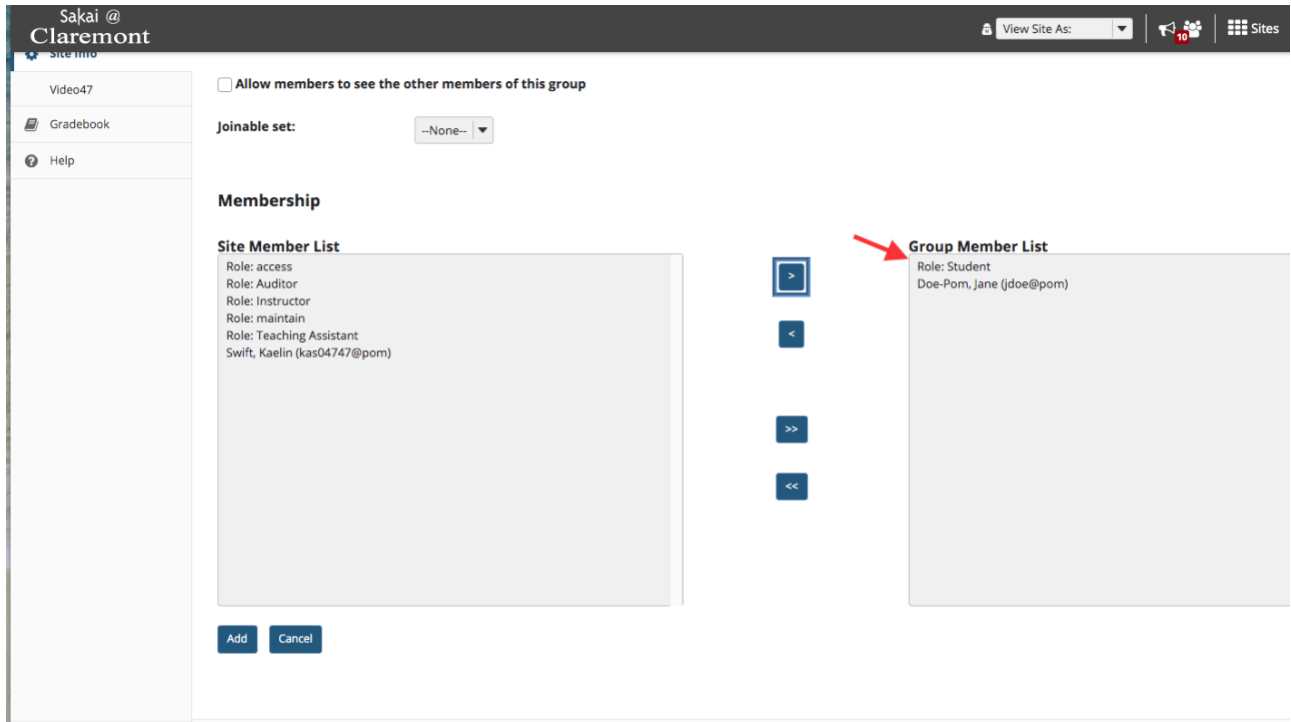 Sakai @
Claremont
View Site As:
10
Sites
Site Info
Video47
Gradebook
Help
Allow members to see the other members of this group
Joinable set:
--None--
Membership
Site Member List
Role: access
Role: Auditor
Role: Instructor
Role: maintain
Role: Teaching Assistant
Swift, Kaelin (kas04747@pom)
>
<
>>
<<
Group Member List
Role: Student
Doe-Pom, Jane (jdoe@pom)
Add
Cancel